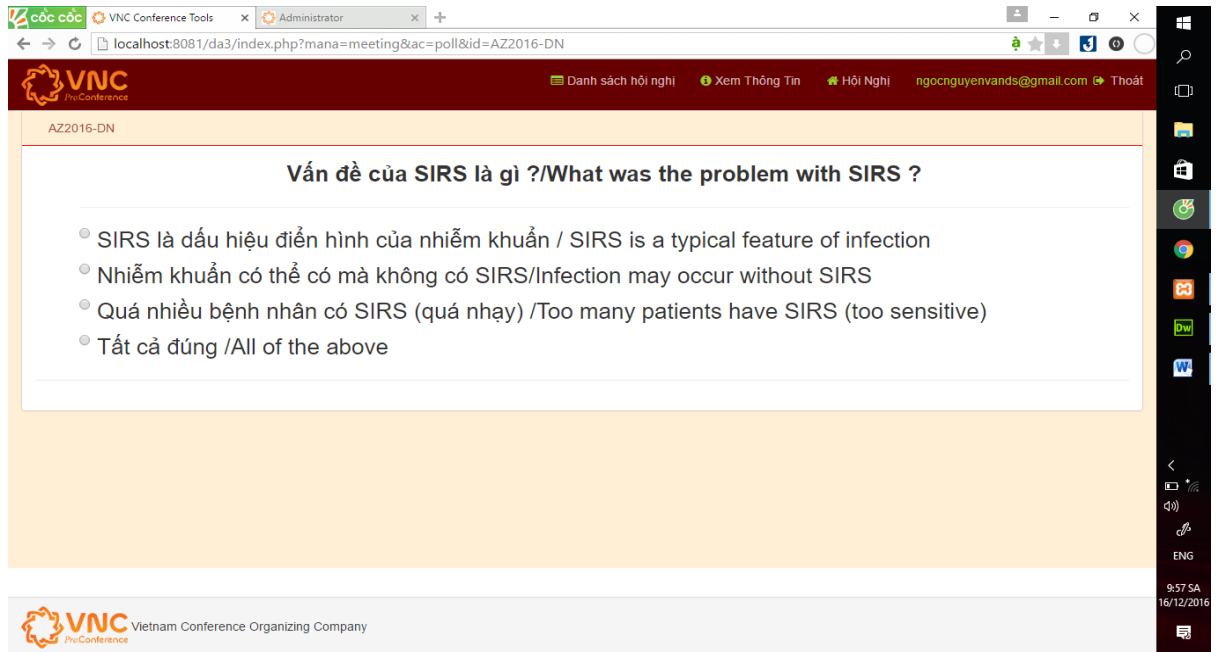 cốc cốc
VNC Conference Tools
Administrator
localhost:8081/da3/index.php?mana=meeting&ac=poll&id=AZ2016-DN
VNC
ProConference
Danh sách hội nghị
Xem Thông Tin
Hội Nghị
ngocnguyenvands@gmail.com
Thoát
AZ2016-DN
Vấn đề của SIRS là gì ?/What was the problem with SIRS ?
SIRS là dấu hiệu điển hình của nhiễm khuẩn / SIRS is a typical feature of infection
Nhiễm khuẩn có thể có mà không có SIRS/Infection may occur without SIRS
Quá nhiều bệnh nhân có SIRS (quá nhạy) /Too many patients have SIRS (too sensitive)
Tất cả đúng /All of the above
VNC
ProConference
Vietnam Conference Organizing Company
Dw
W
ENG
9:57 SA
16/12/2016